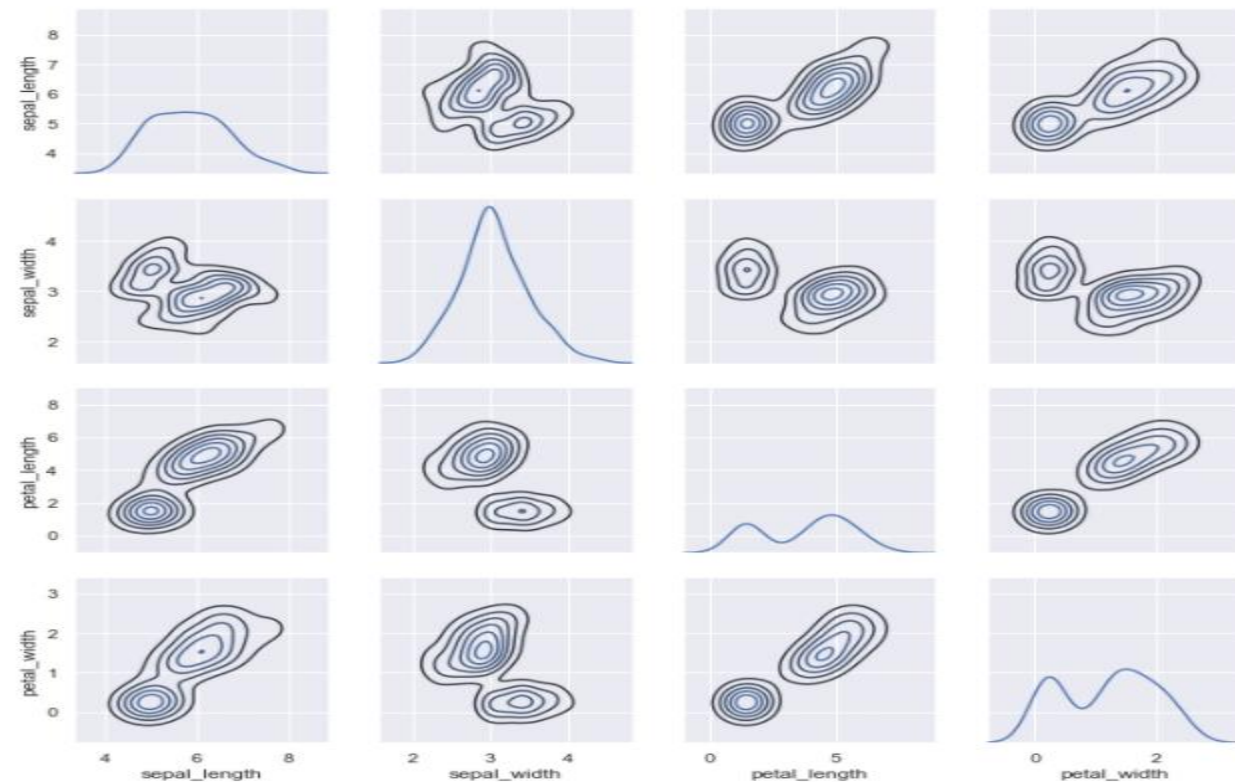 sepal_length
8
7
6
5
4
sepal_width
4
3
2
petal_length
8
6
4
2
0
petal_width
3
2
1
0
4 6 8 2 3 4 0 5 0 2
sepal_length sepal_width petal_length petal_width